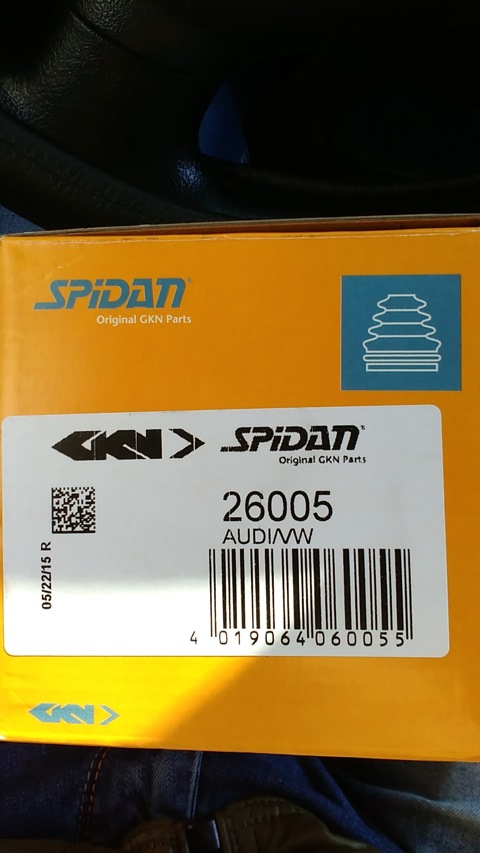 SPiDAN®
Original GKN Parts
GKN SPiDAN®
Original GKN Parts
26005
AUDI/VW
05/22/15 R
4 019064 060055
GKN